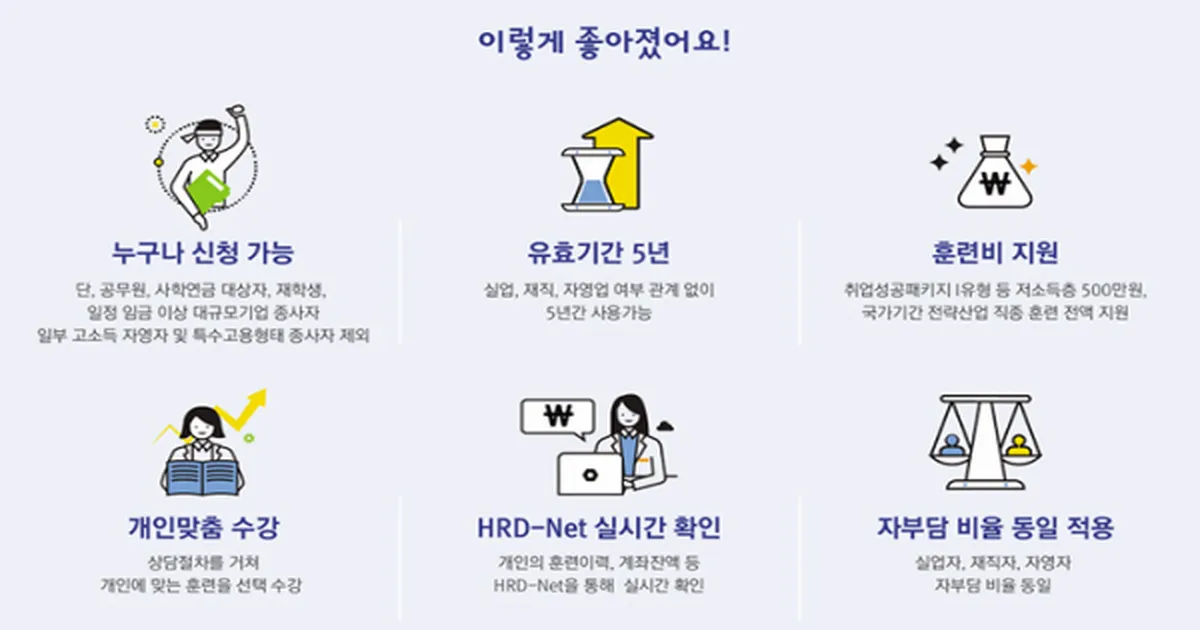 이렇게 좋아졌어요!
누구나 신청 가능
단, 공무원, 사학연금 대상자, 재학생,
일정 임금 이상 대규모기업 종사자
일부 고소득 자영자 및 특수고용형태 종사자 제외
유효기간 5년
실업, 재직, 자영업 여부 관계 없이
5년간 사용가능
₩
훈련비 지원
취업성공패키지 I유형 등 저소득층 500만원,
국가기간 전략산업 직종 훈련 전액 지원
개인맞춤 수강
상담절차를 거쳐
개인에 맞는 훈련을 선택 수강
₩
HRD-Net 실시간 확인
개인의 훈련이력, 계좌잔액 등
HRD-Net을 통해 실시간 확인
자부담 비율 동일 적용
실업자, 재직자, 자영자
자부담 비율 동일